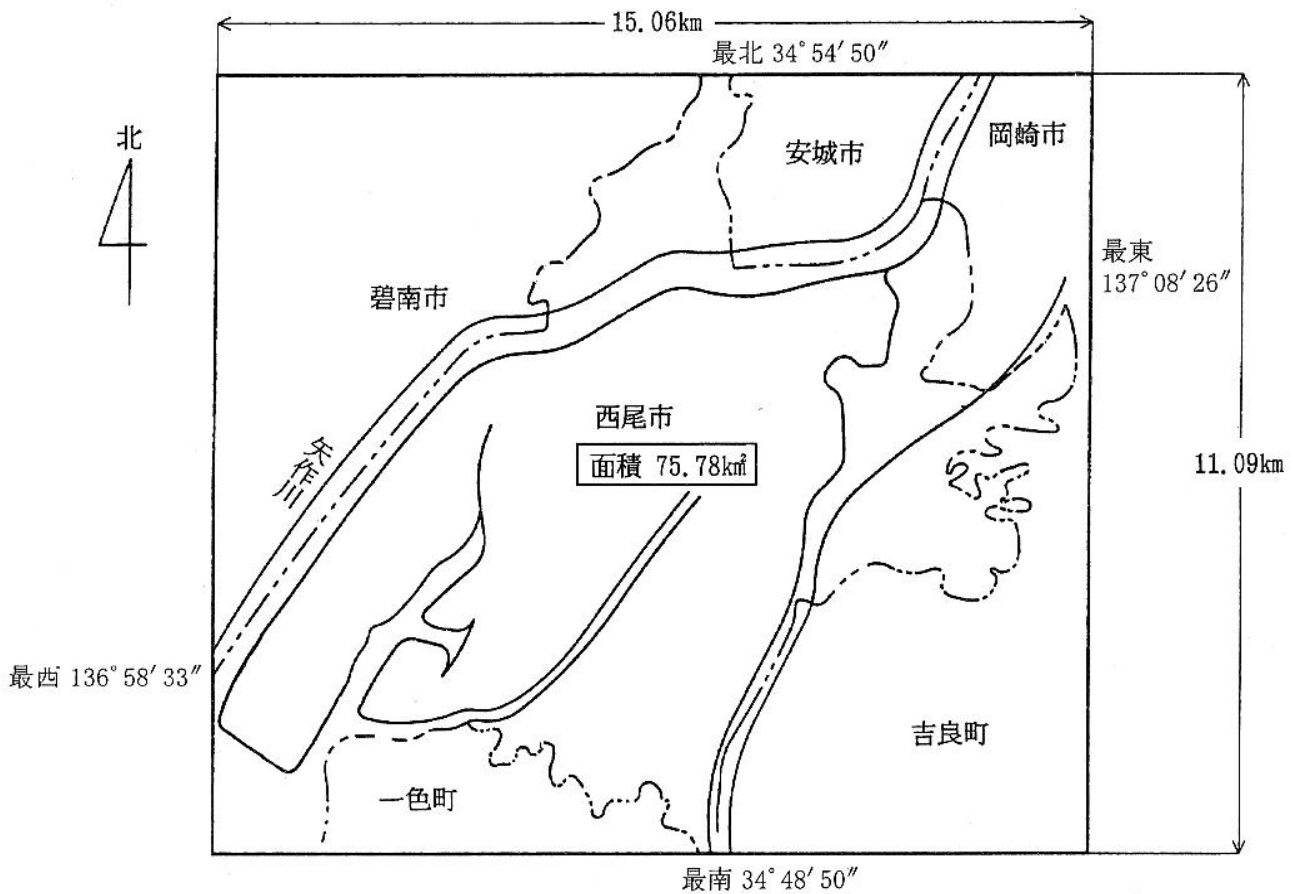 15.06km
最北 34°54′50″
北
安城市
岡崎市
最東
137°08′26″
碧南市
西尾市
面積 75.78km²
矢作川
11.09km
最西 136°58′33″
吉良町
一色町
最南 34°48′50″